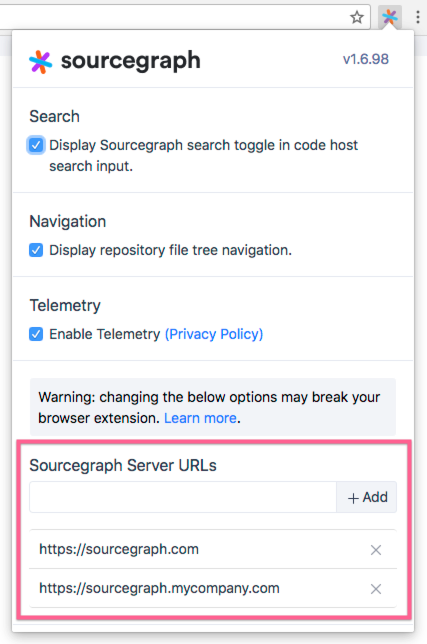 sourcegraph
v1.6.98
Search
Display Sourcegraph search toggle in code host
search input.
Navigation
Display repository file tree navigation.
Telemetry
Enable Telemetry (Privacy Policy)
Warning: changing the below options may break your
browser extension. Learn more.
Sourcegraph Server URLs
+ Add
https://sourcegraph.com
https://sourcegraph.mycompany.com